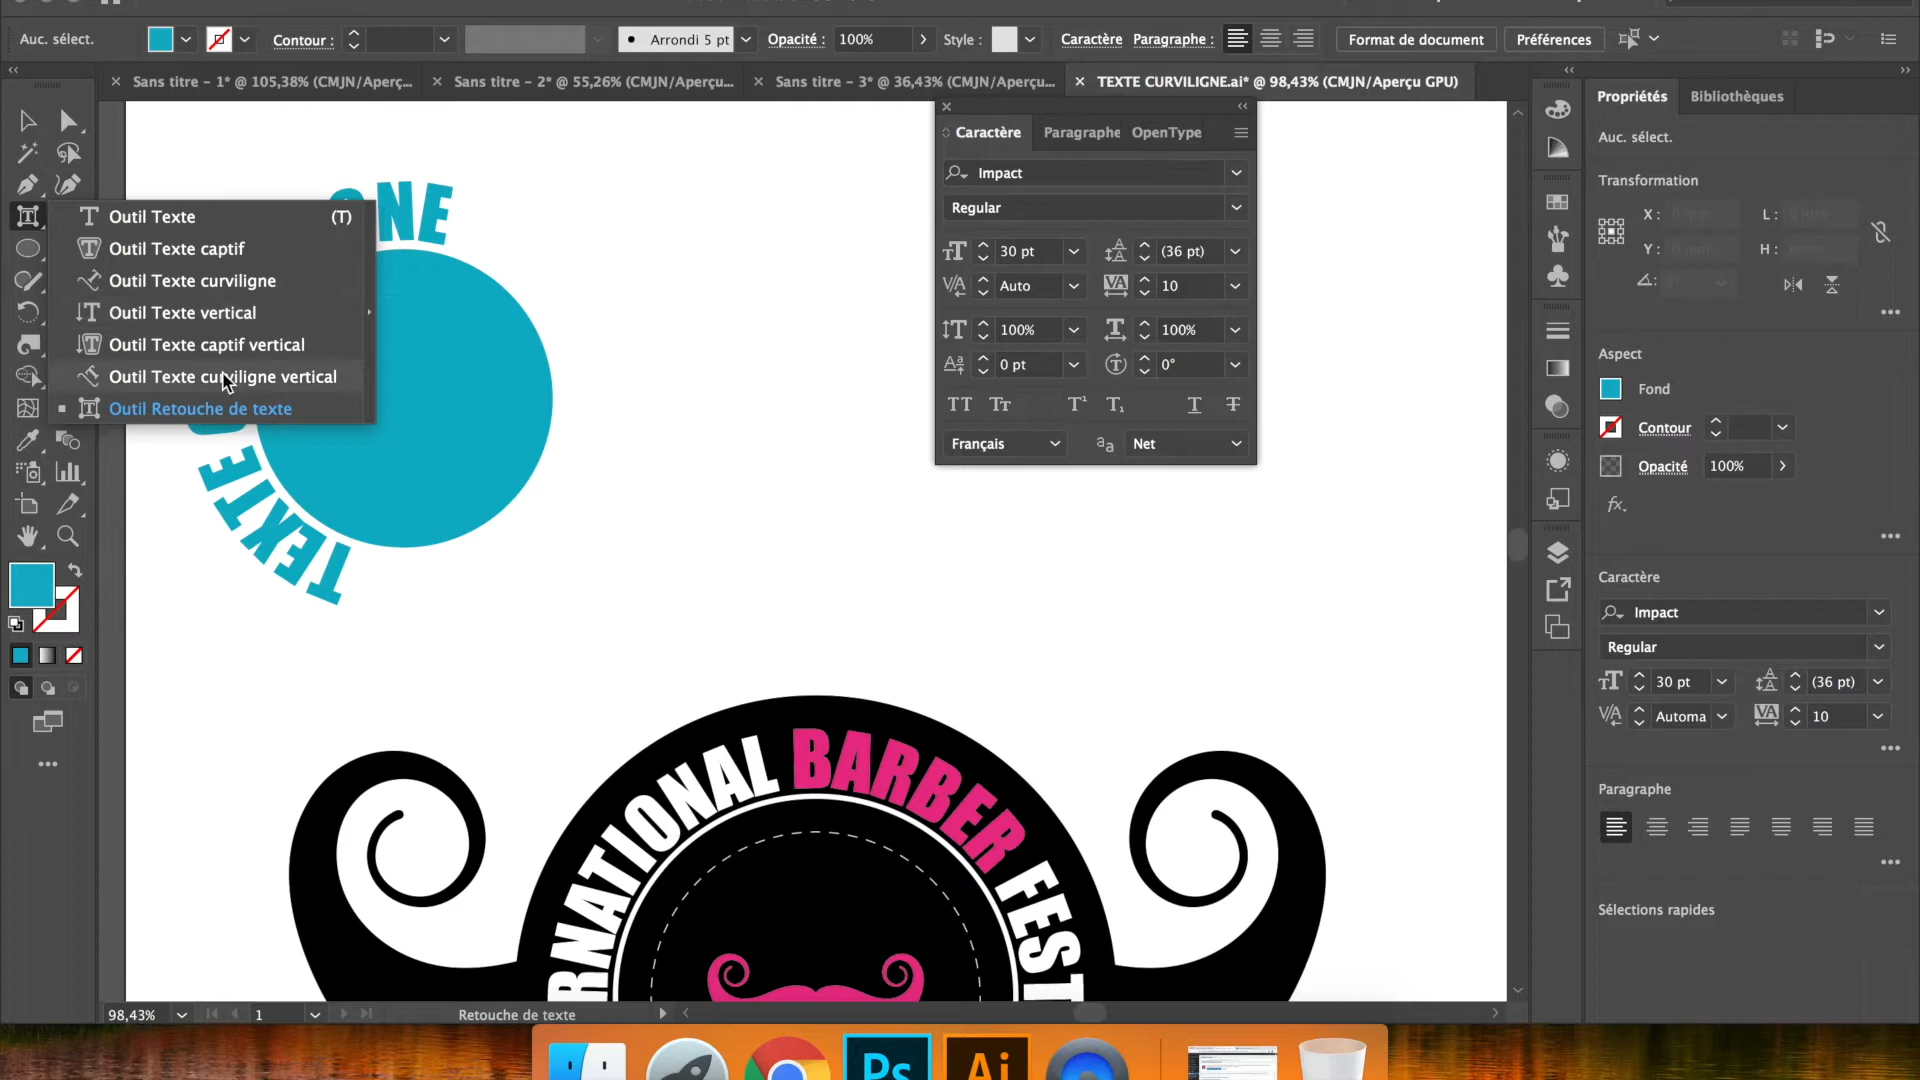 Auc. sélect.
Contour :
Arrondi 5 pt
Opacité : 100%
Style :
Caractère
Paragraphe :
Format de document
Préférences
Sans titre - 1* @ 105,38% (CMJN/Aperç...
Sans titre - 2* @ 55,26% (CMJN/Aperçu...
Sans titre - 3* @ 36,43% (CMJN/Aperçu...
TEXTE CURVILIGNE.ai* @ 98,43% (CMJN/Aperçu GPU)
Outil Texte (T)
Outil Texte captif
Outil Texte curviligne
Outil Texte vertical
Outil Texte captif vertical
Outil Texte curviligne vertical
Outil Retouche de texte
TEXTE
NE
Caractère Paragraphe OpenType
Impact
Regular
30 pt (36 pt)
Auto 10
100% 100%
0 pt 0°
Français Net
RNATIONAL BARBER FEST
Propriétés Bibliothèques
Auc. sélect.
Transformation
X : L :
Y : H :
Aspect
Fond
Contour
Opacité 100%
fx.
Caractère
Impact
Regular
30 pt (36 pt)
Automa 10
Paragraphe
Sélections rapides
98,43% 1 Retouche de texte
Ps Ai